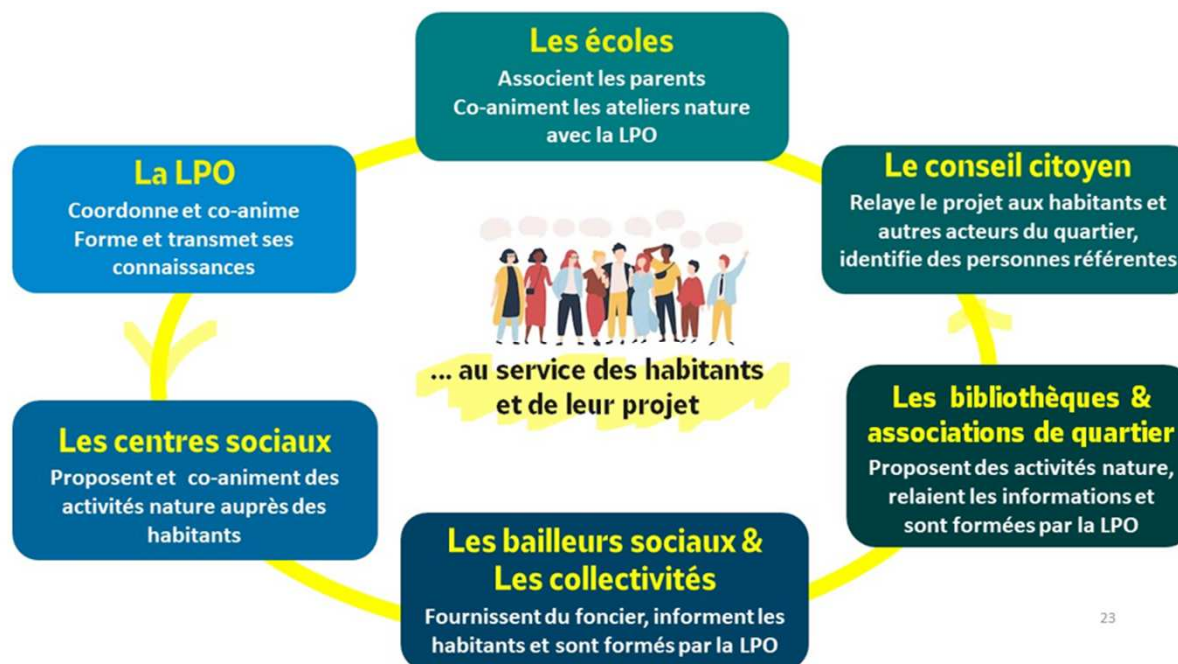 Les écoles
Associent les parents
Co-animent les ateliers nature
avec la LPO
La LPO
Coordonne et co-anime
Forme et transmet ses
connaissances
Le conseil citoyen
Relaye le projet aux habitants et
autres acteurs du quartier,
identifie des personnes référentes
... au service des habitants
et de leur projet
Les centres sociaux
Proposent et co-animent des
activités nature auprès des
habitants
Les bibliothèques &
associations de quartier
Proposent des activités nature,
relaient les informations et
sont formées par la LPO
Les bailleurs sociaux &
Les collectivités
Fournissent du foncier, informent les
habitants et sont formés par la LPO
23